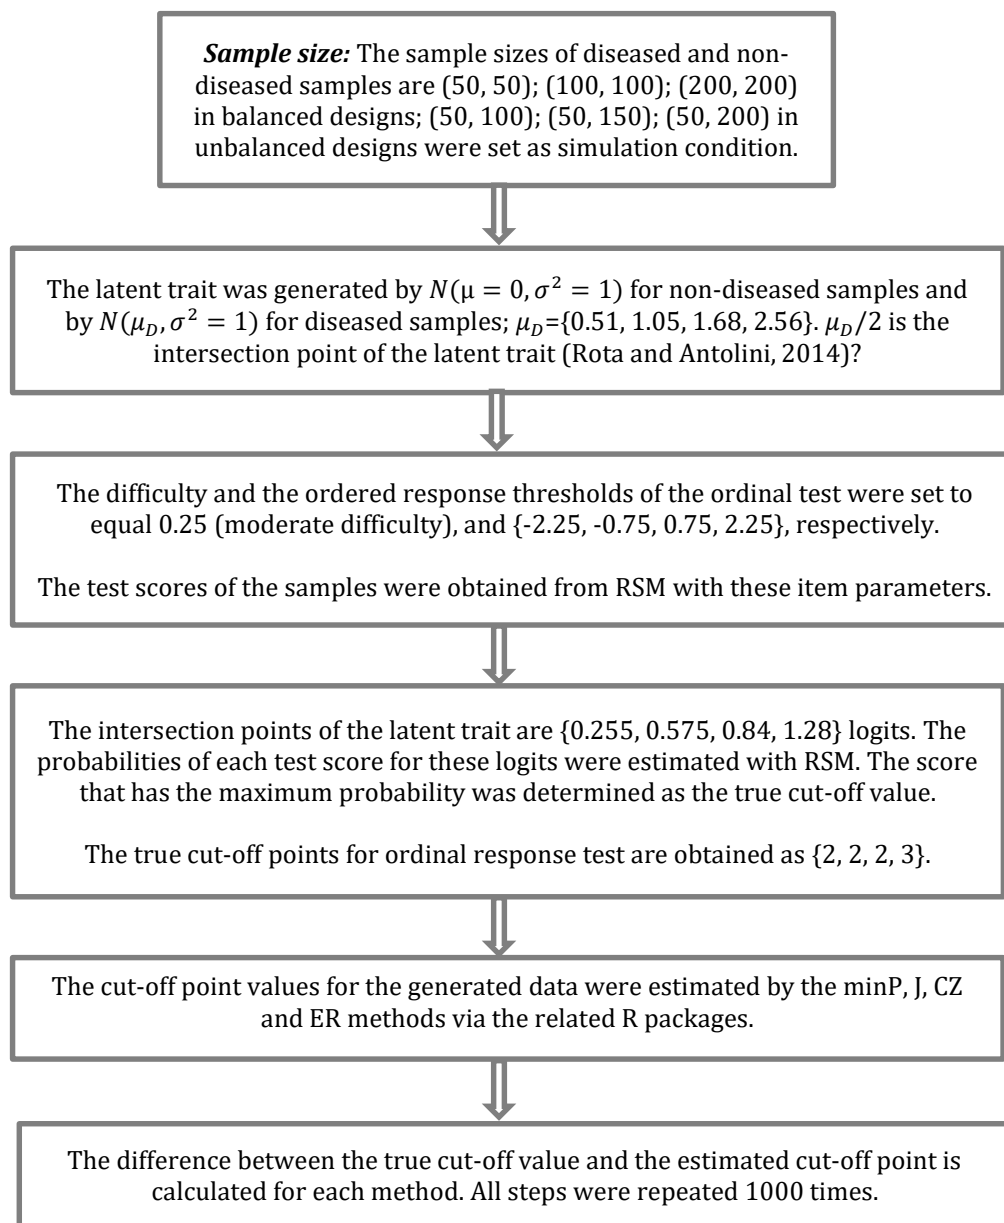 Sample size: The sample sizes of diseased and non-
diseased samples are (50, 50); (100, 100); (200, 200)
in balanced designs; (50, 100); (50, 150); (50, 200) in
unbalanced designs were set as simulation condition.
The latent trait was generated by N(μ = 0, σ² = 1) for non-diseased samples and
by N(μ_D, σ² = 1) for diseased samples; μ_D={0.51, 1.05, 1.68, 2.56}. μ_D/2 is the
intersection point of the latent trait (Rota and Antolini, 2014)?
The difficulty and the ordered response thresholds of the ordinal test were set to
equal 0.25 (moderate difficulty), and {-2.25, -0.75, 0.75, 2.25}, respectively.
The test scores of the samples were obtained from RSM with these item parameters.
The intersection points of the latent trait are {0.255, 0.575, 0.84, 1.28} logits. The
probabilities of each test score for these logits were estimated with RSM. The score
that has the maximum probability was determined as the true cut-off value.
The true cut-off points for ordinal response test are obtained as {2, 2, 2, 3}.
The cut-off point values for the generated data were estimated by the minP, J, CZ
and ER methods via the related R packages.
The difference between the true cut-off value and the estimated cut-off point is
calculated for each method. All steps were repeated 1000 times.